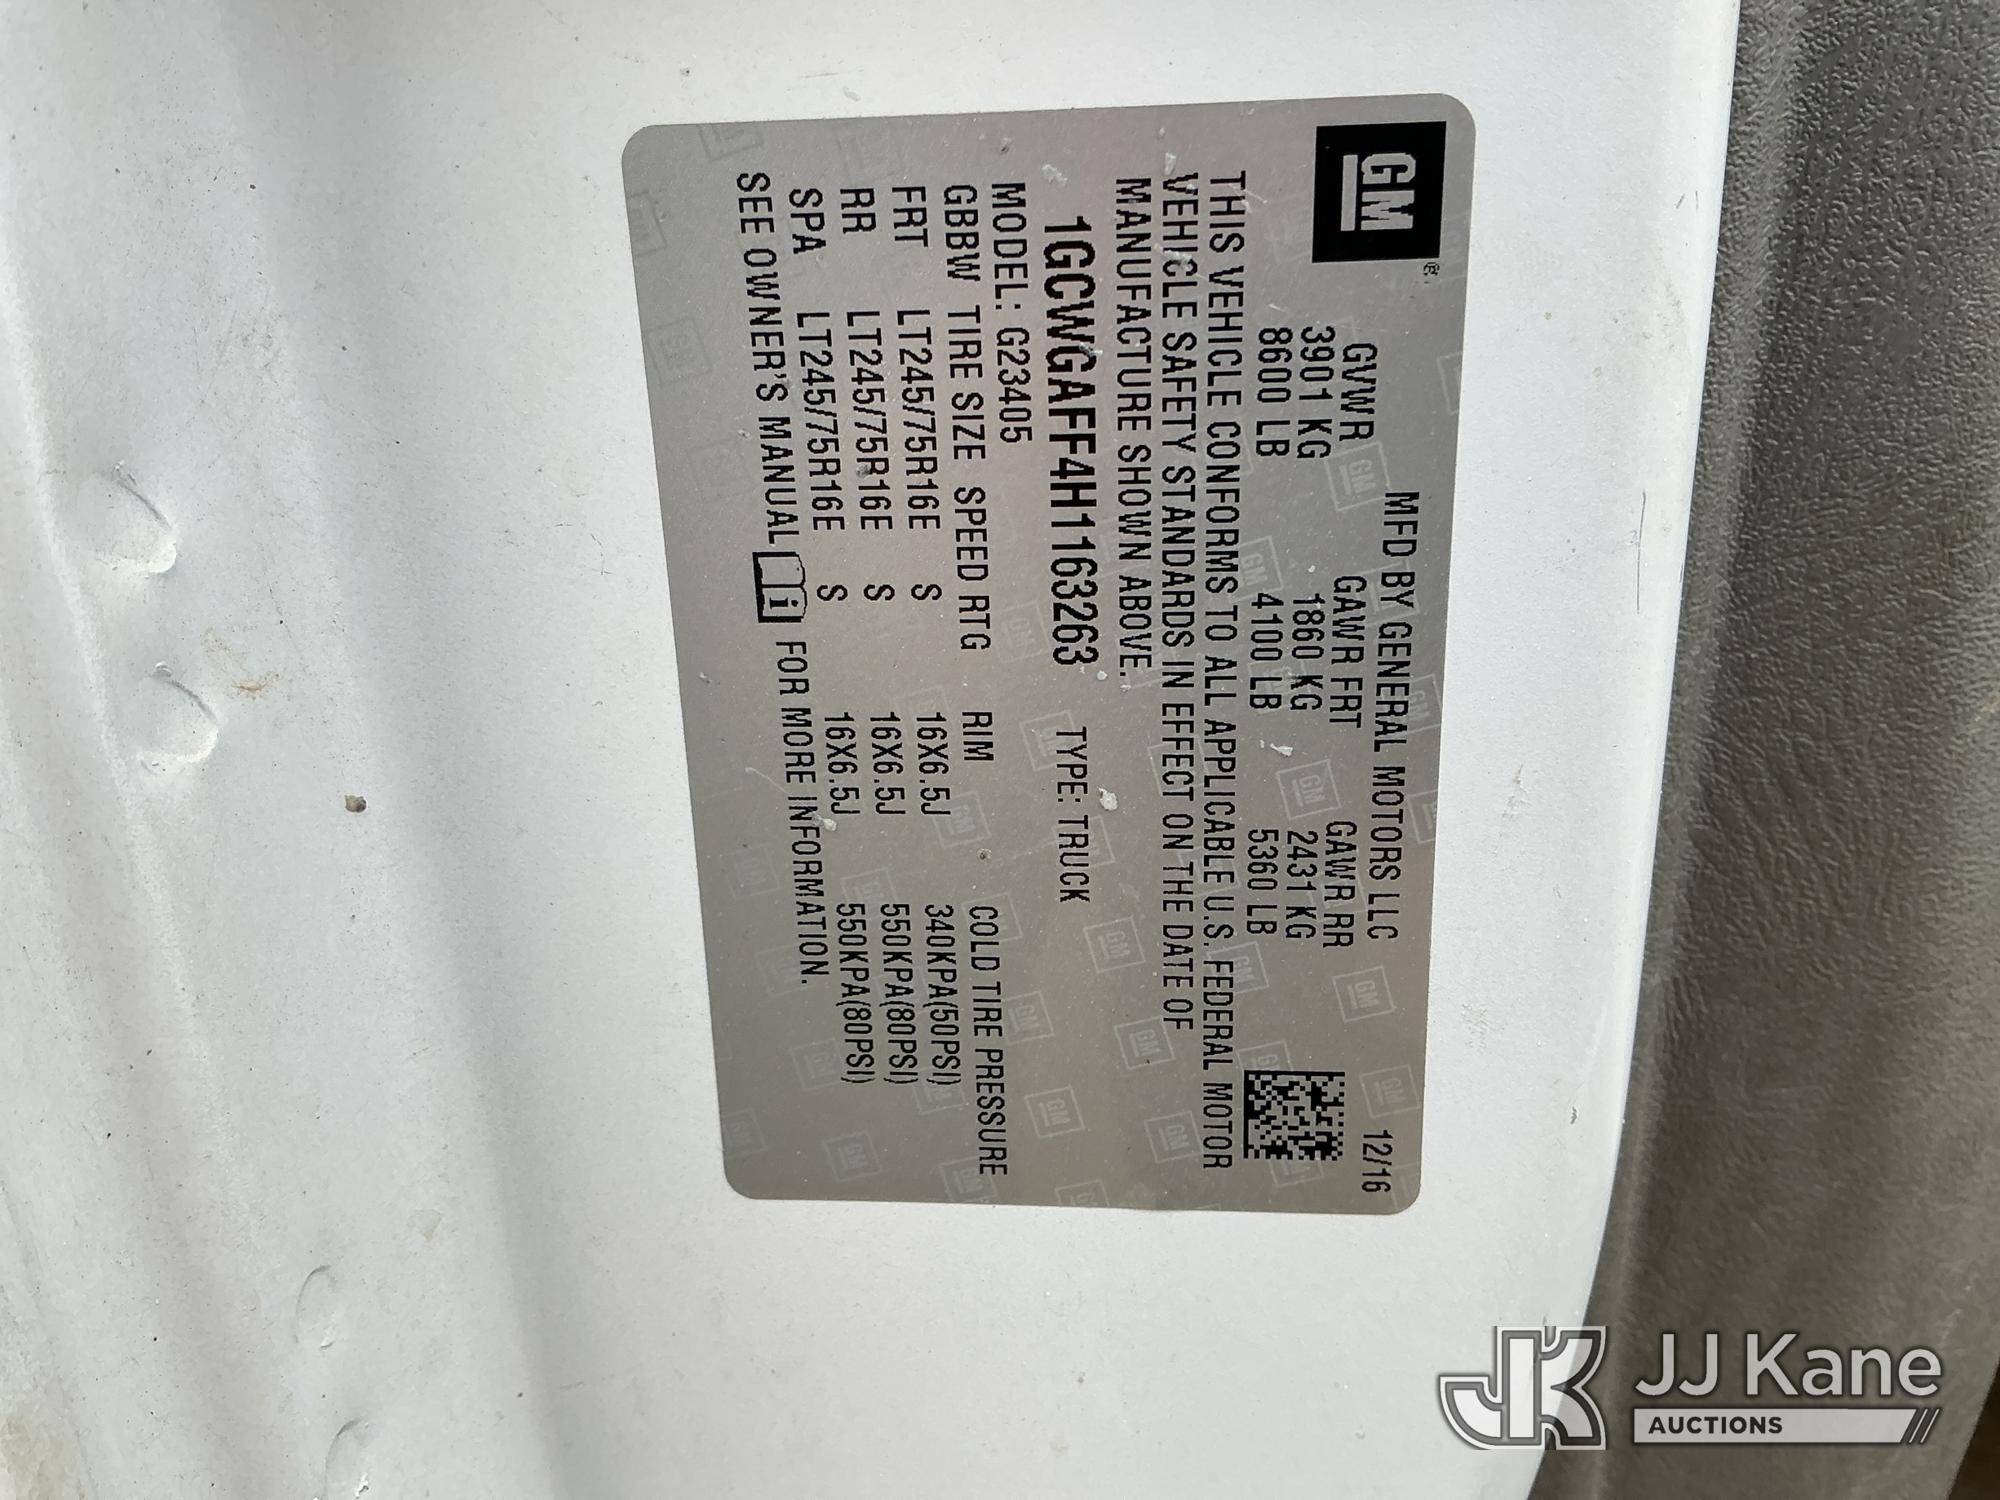 GM
MFD BY GENERAL MOTORS LLC 12/16
GVWR GAWR FRT GAWR RR
3901 KG 1860 KG 2431 KG
8600 LB 4100 LB 5360 LB
THIS VEHICLE CONFORMS TO ALL APPLICABLE U.S. FEDERAL MOTOR
VEHICLE SAFETY STANDARDS IN EFFECT ON THE DATE OF
MANUFACTURE SHOWN ABOVE.
1GCWGAFF4H1163263 TYPE: TRUCK
MODEL: G23405
GBBW TIRE SIZE SPEED RTG RIM COLD TIRE PRESSURE
FRT LT245/75R16E S 16X6.5J 340KPA(50PSI)
RR LT245/75R16E S 16X6.5J 550KPA(80PSI)
SPA LT245/75R16E S 16X6.5J 550KPA(80PSI)
SEE OWNER'S MANUAL i FOR MORE INFORMATION.
JK JJ Kane
AUCTIONS